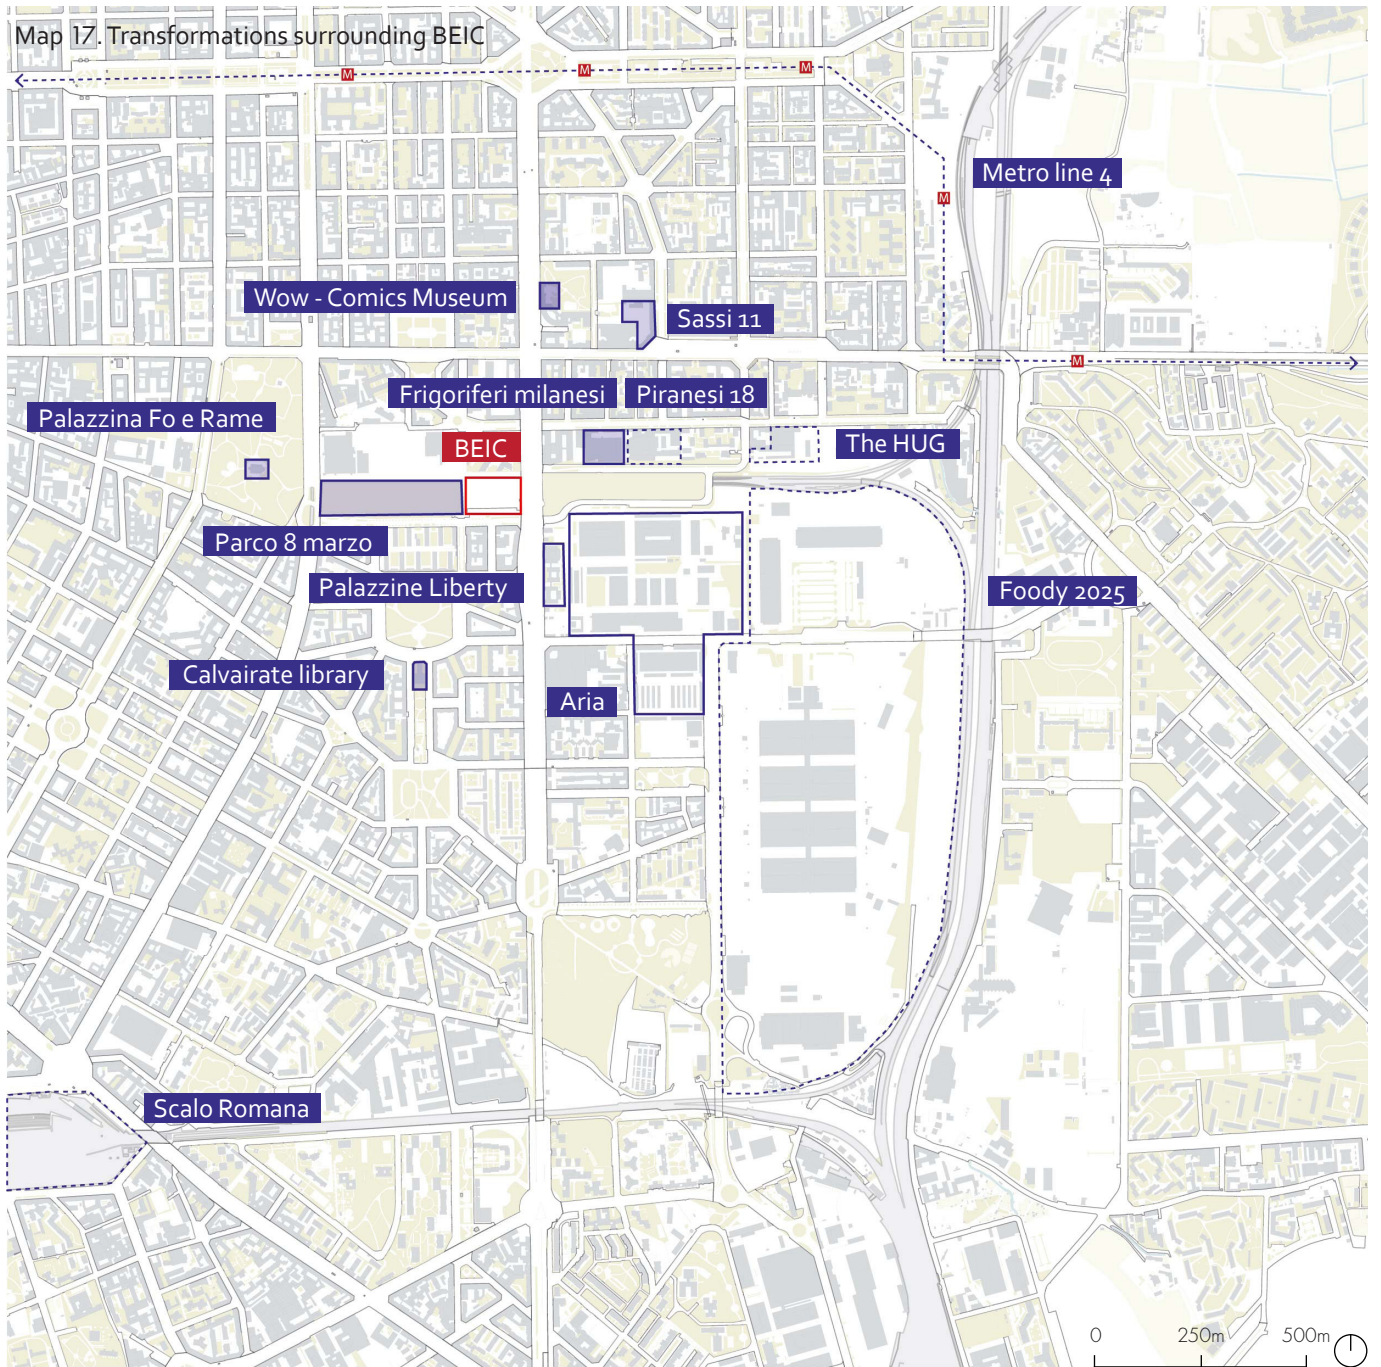 Map 17. Transformations surrounding BEIC
M
M
M
Metro line 4
M
Wow - Comics Museum
Sassi 11
M
Frigoriferi milanesi
Piranesi 18
Palazzina Fo e Rame
BEIC
The HUG
Parco 8 marzo
Palazzine Liberty
Foody 2025
Calvairate library
Aria
Scalo Romana
0 250m 500m